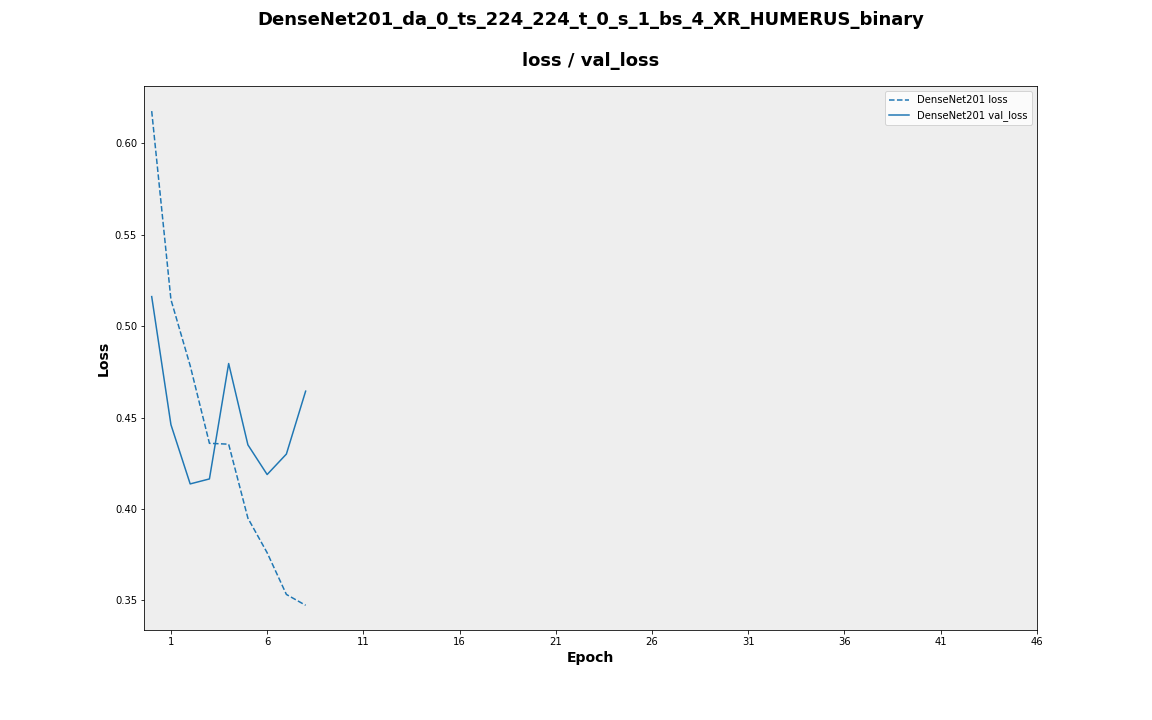 DenseNet201_da_0_ts_224_224_t_0_s_1_bs_4_XR_HUMERUS_binary
loss / val_loss
DenseNet201 loss
DenseNet201 val_loss
0.60
0.55
0.50
0.45
0.40
0.35
Loss
1 6 11 16 21 26 31 36 41 46
Epoch